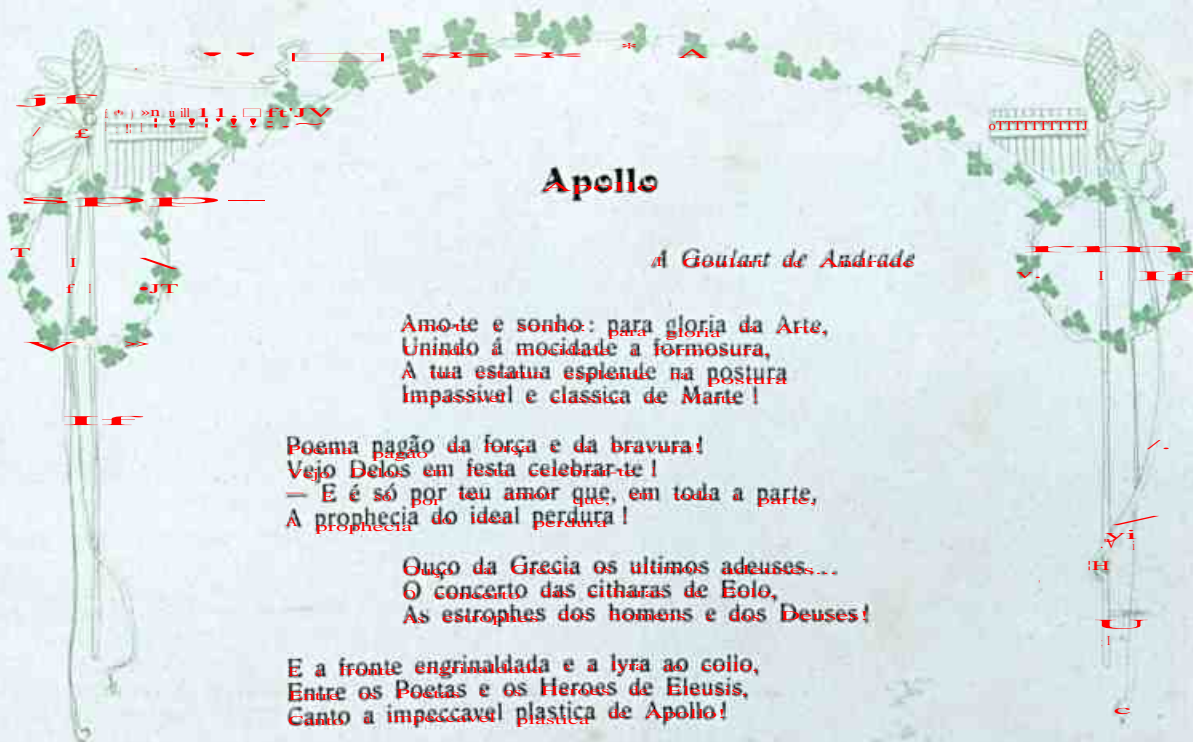 Apollo
A Goulart de Andrade
Amo-te e sonho: para gloria da Arte,
Unindo á mocidade a formosura,
A tua estatua esplende na postura
Impassivel e classica de Marte !
Poema pagão da força e da bravura!
Vejo Delos em festa celebrar-te !
— E é só por teu amor que, em toda a parte,
A prophecia do ideal perdura !
Ouço da Grecia os ultimos adeuses...
O concerto das citharas de Eolo,
As estrophes dos homens e dos Deuses!
E a fronte engrinaldada e a lyra ao collo,
Entre os Poetas e os Heroes de Eleusis,
Canto a impeccavel plastica de Apollo!